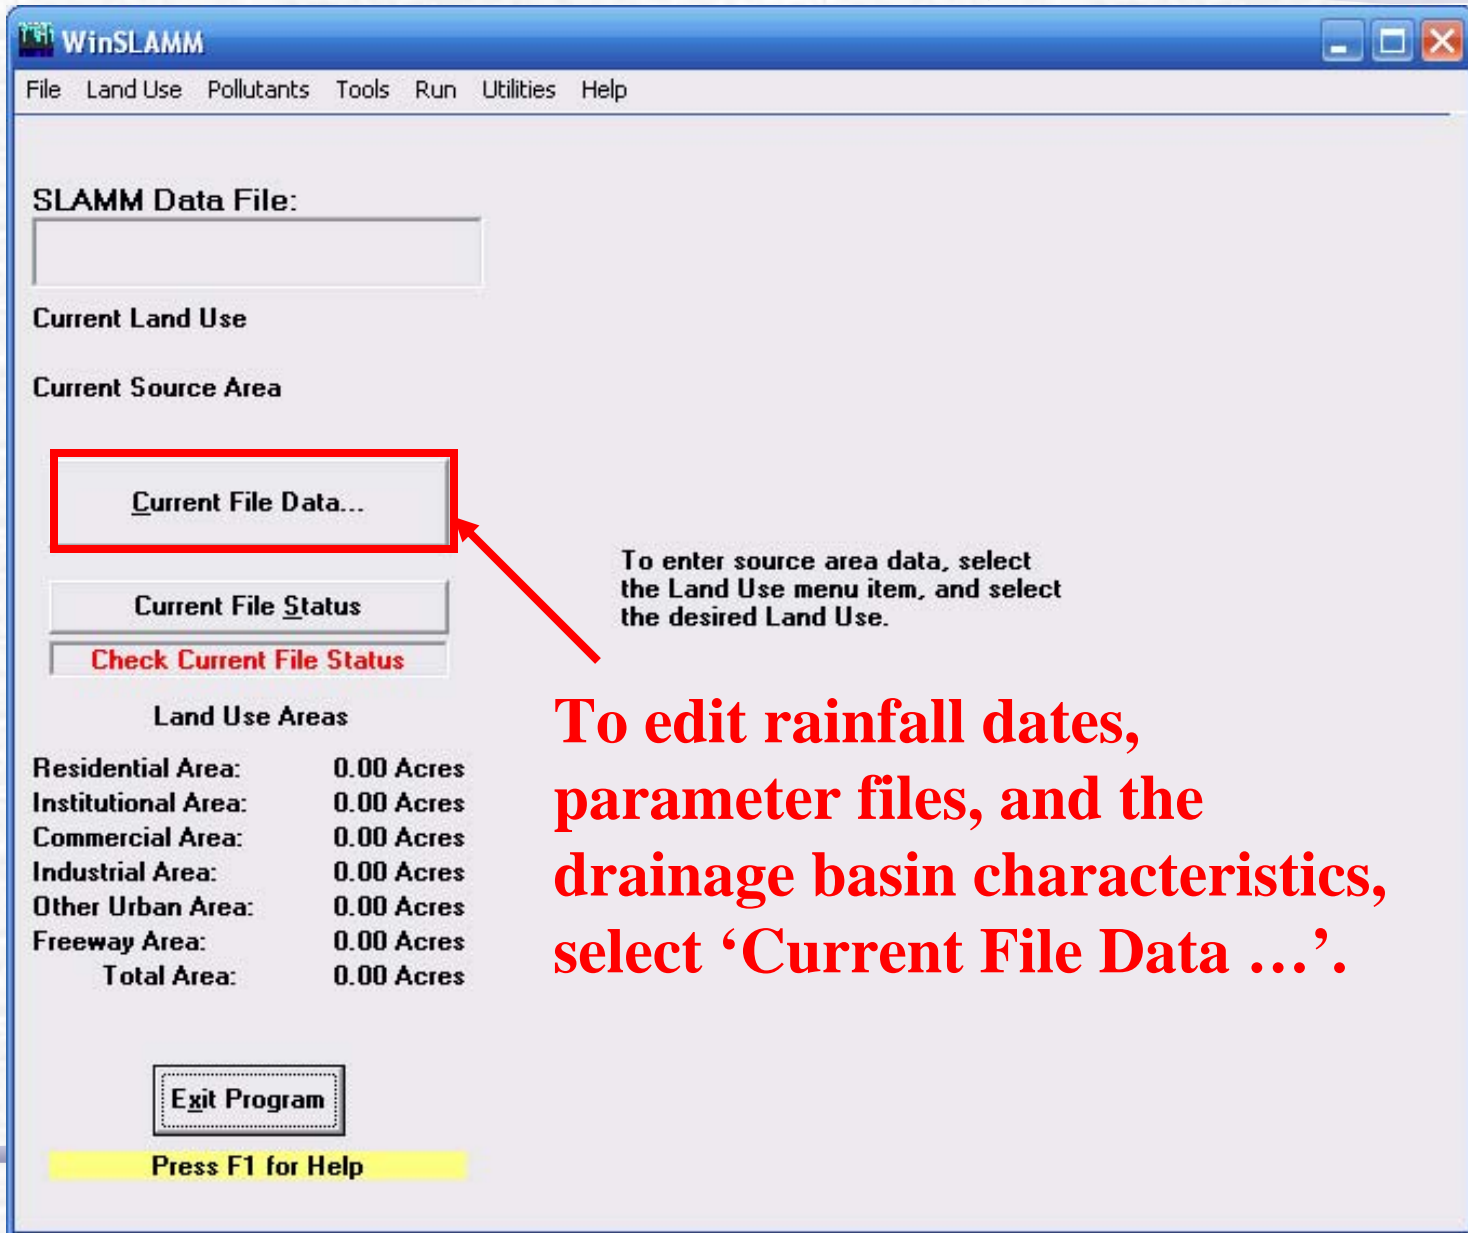 WinSLAMM
File Land Use Pollutants Tools Run Utilities Help
SLAMM Data File:
Current Land Use
Current Source Area
Current File Data...
Current File Status
Check Current File Status
To enter source area data, select
the Land Use menu item, and select
the desired Land Use.
Land Use Areas
Residential Area: 0.00 Acres
Institutional Area: 0.00 Acres
Commercial Area: 0.00 Acres
Industrial Area: 0.00 Acres
Other Urban Area: 0.00 Acres
Freeway Area: 0.00 Acres
Total Area: 0.00 Acres
To edit rainfall dates,
parameter files, and the
drainage basin characteristics,
select ‘Current File Data …’.
Exit Program
Press F1 for Help